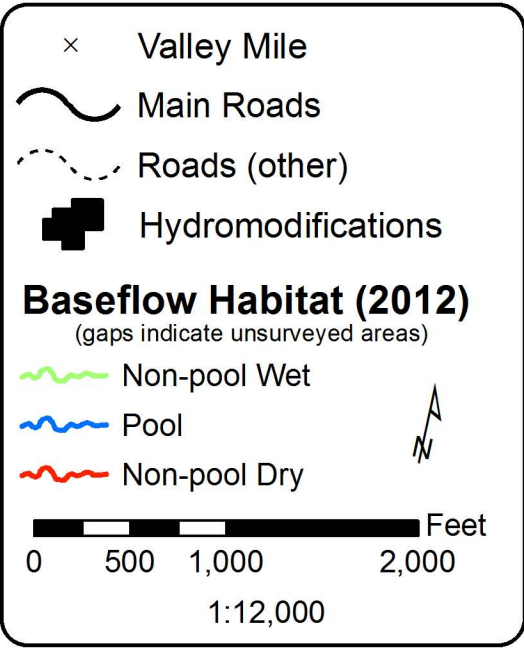 Valley Mile
Main Roads
Roads (other)
Hydromodifications
Baseflow Habitat (2012)
(gaps indicate unsurveyed areas)
Non-pool Wet
Pool
N
Non-pool Dry
Feet
0 500 1,000 2,000
1:12,000